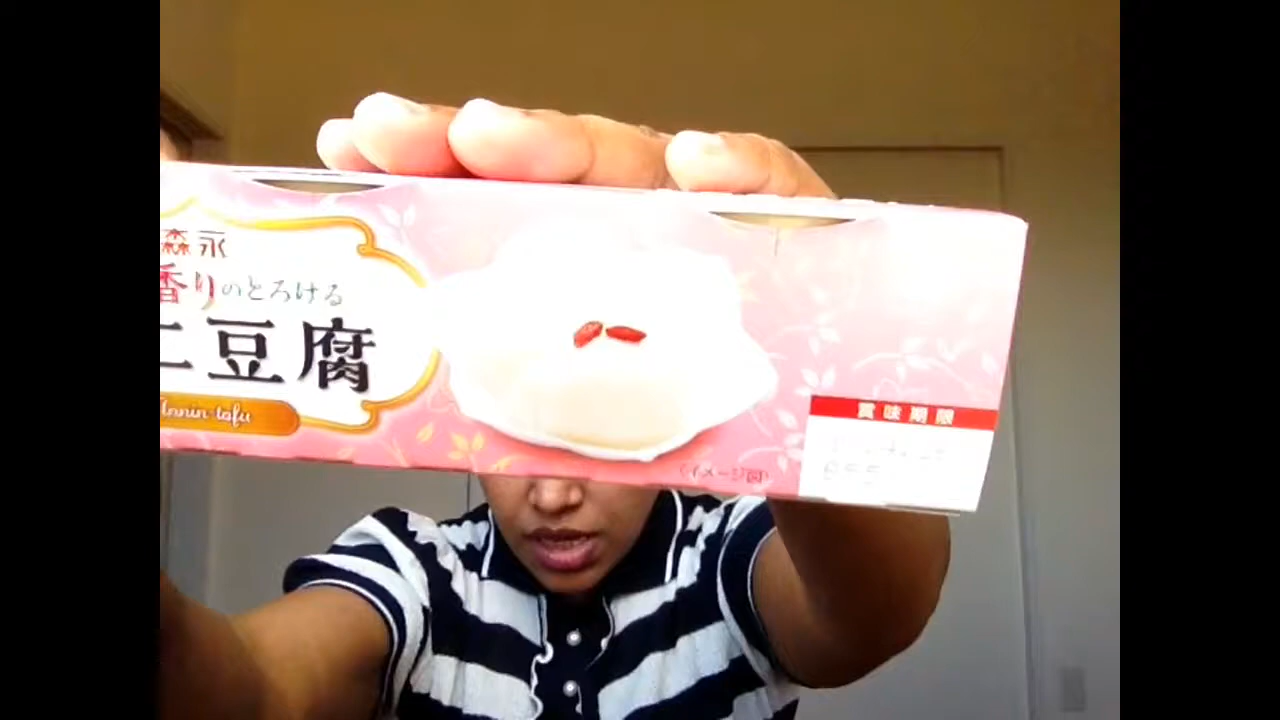 森永
香りのとろける
仁豆腐
Annin tofu
(イメージ図)
賞味期限